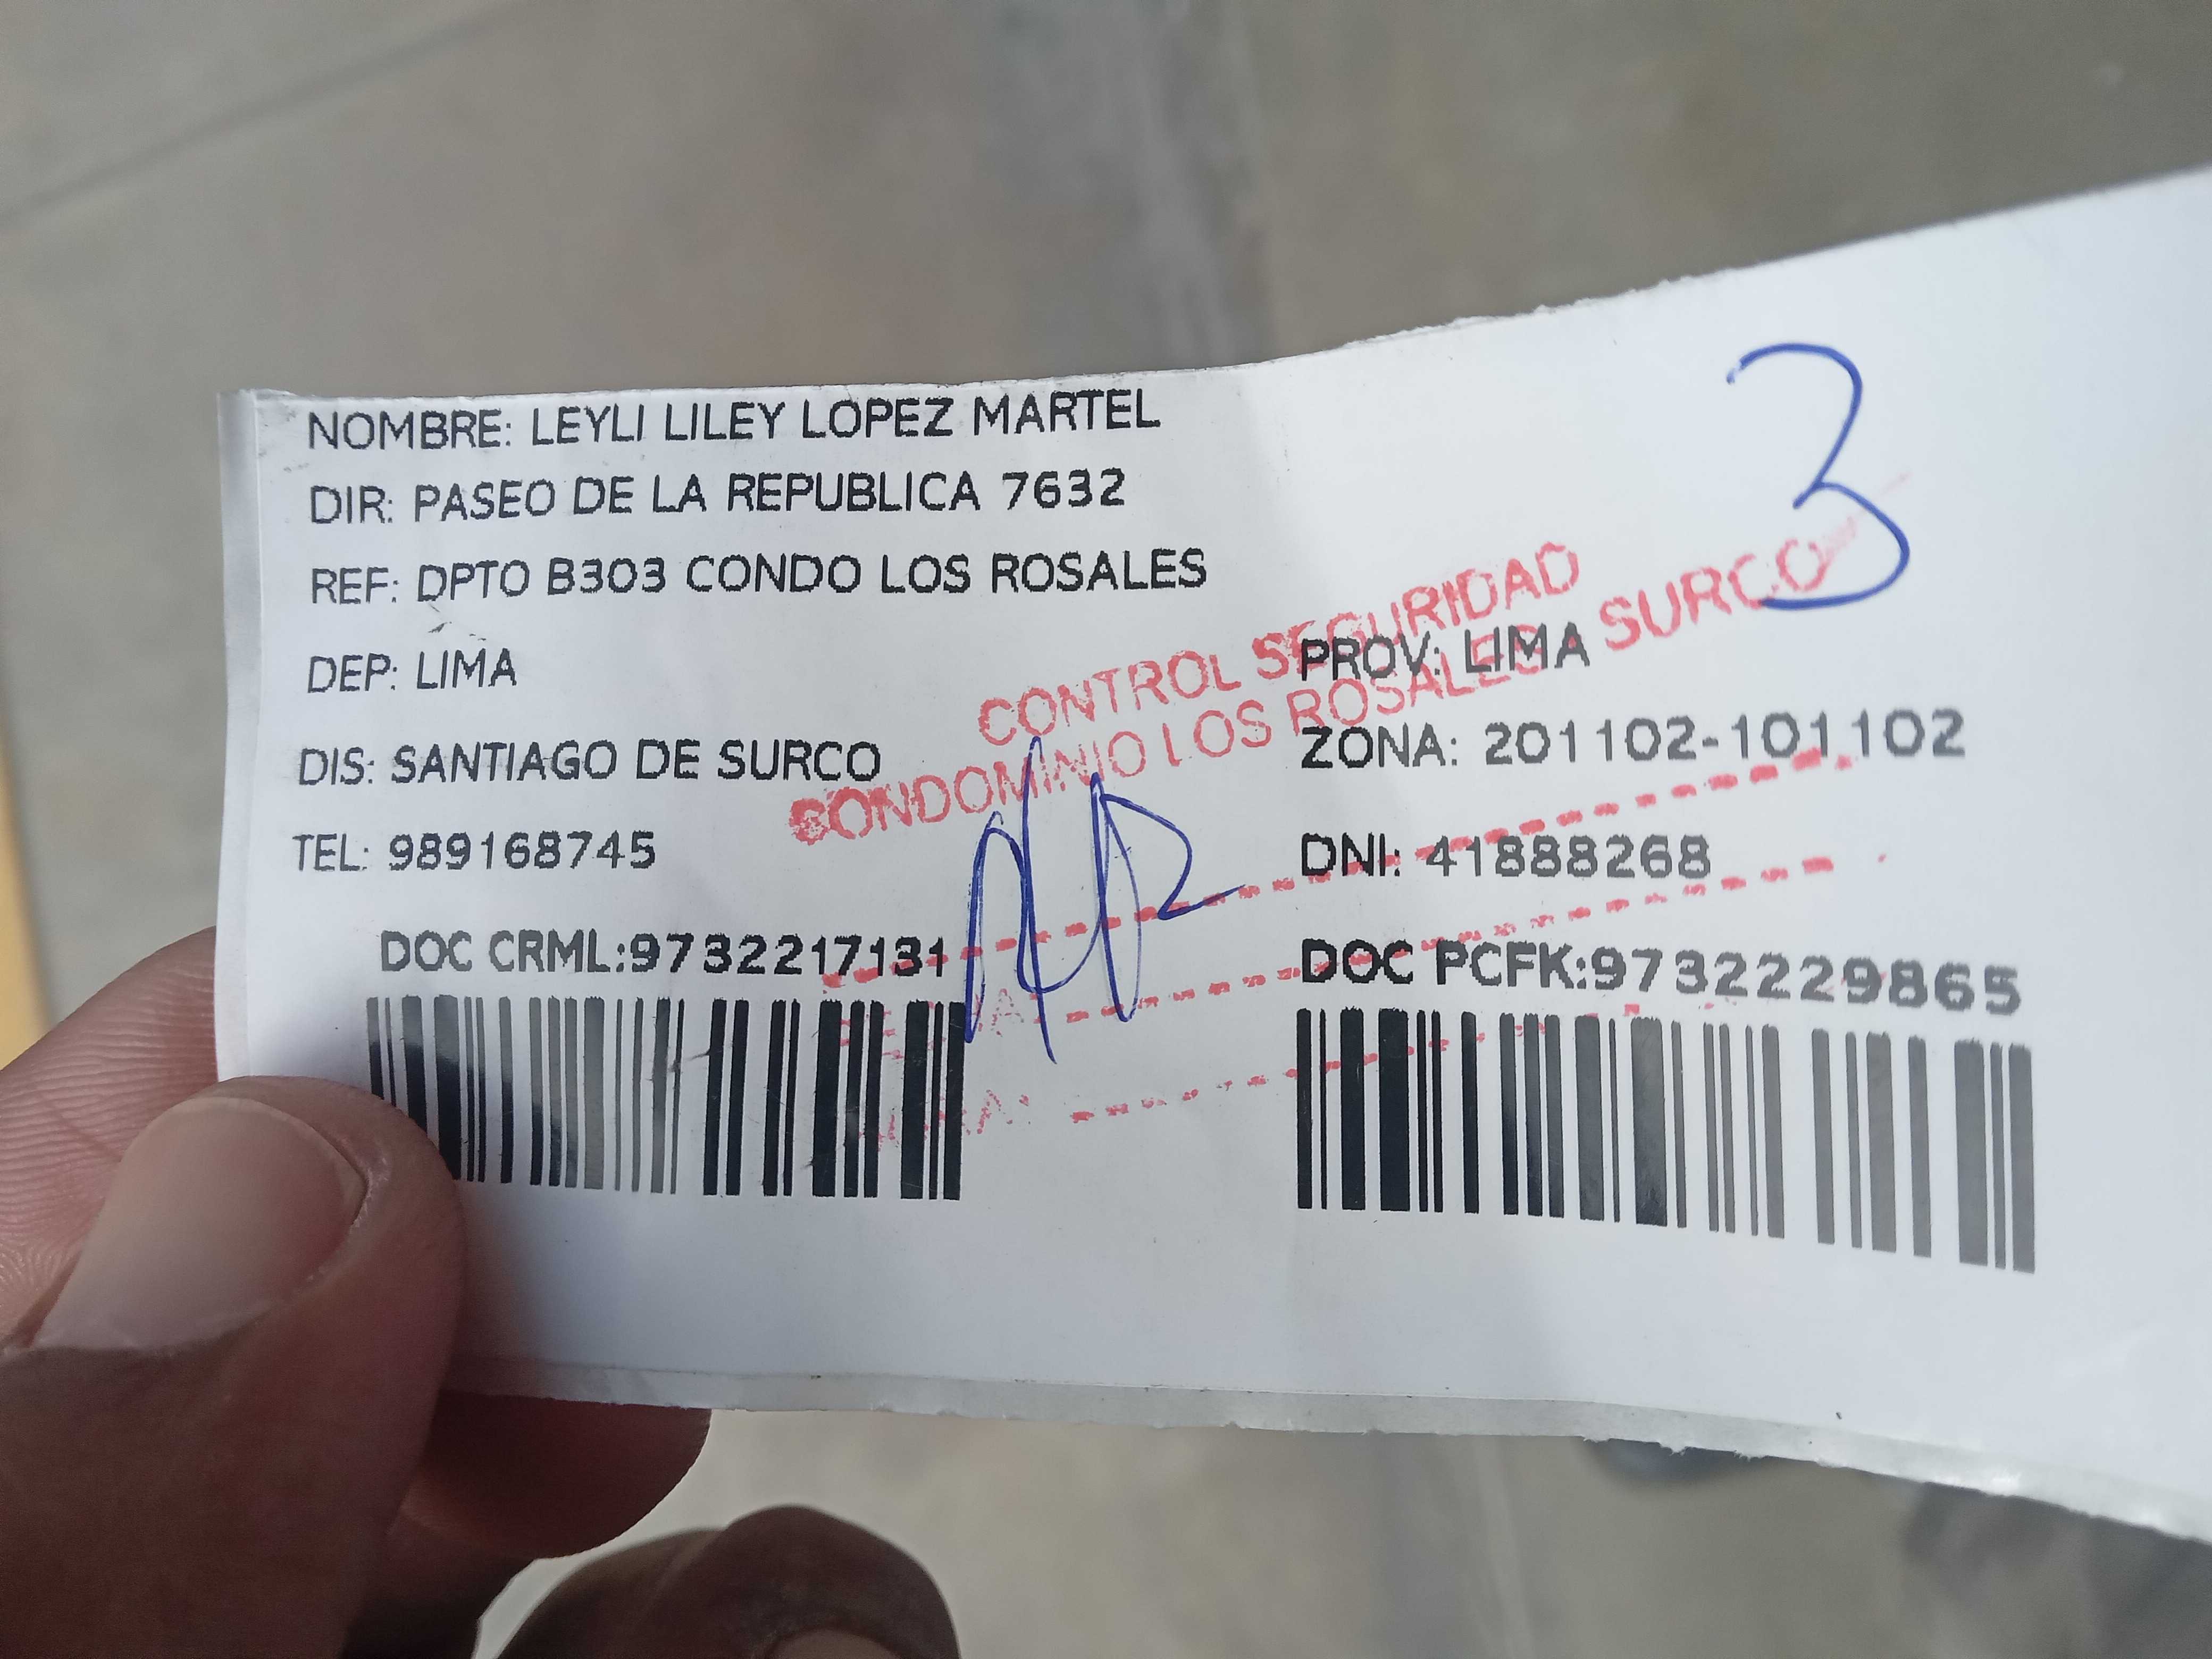 NOMBRE: LEYLI LILEY LOPEZ MARTEL
DIR: PASEO DE LA REPUBLICA 7632
REF: DPTO B303 CONDO LOS ROSALES
DEP: LIMA
PROV: LIMA
DIS: SANTIAGO DE SURCO
ZONA: 201102-101102
TEL: 989168745
DNI: 41888268
DOC CRML:9732217131
DOC PCFK:9732229865
CONTROL SEGURIDAD
CONDOMINIO LOS ROSALES SURCO
3